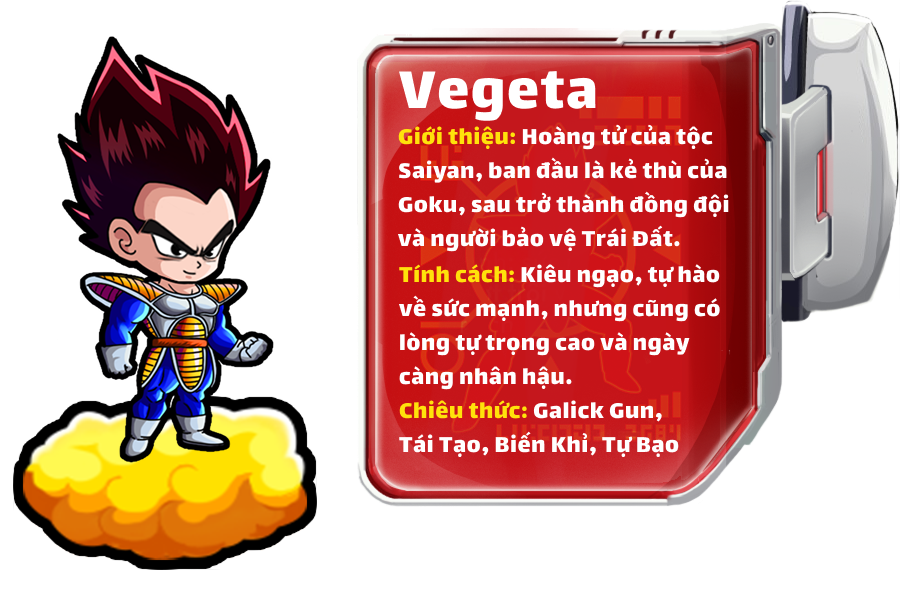 Vegeta
Giới thiệu: Hoàng tử của tộc
Saiyan, ban đầu là kẻ thù của
Goku, sau trở thành đồng đội
và người bảo vệ Trái Đất.
Tính cách: Kiêu ngạo, tự hào
về sức mạnh, nhưng cũng có
lòng tự trọng cao và ngày
càng nhân hậu.
Chiêu thức: Galick Gun,
Tái Tạo, Biến Khỉ, Tự Bạo